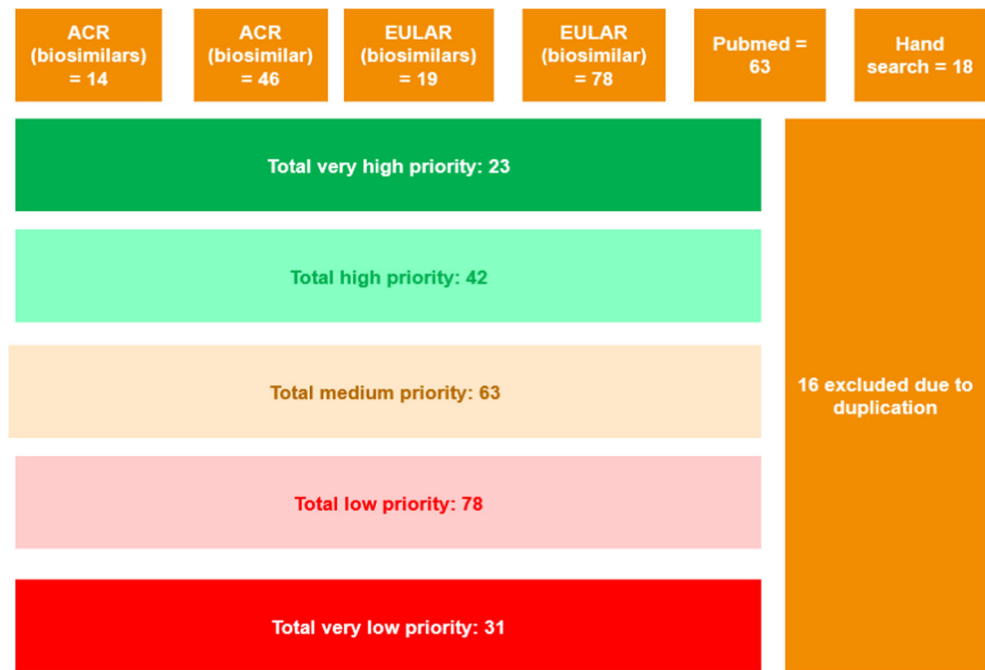 ACR
(biosimilars)
= 14
ACR
(biosimilar)
= 46
EULAR
(biosimilars)
= 19
EULAR
(biosimilar)
= 78
Pubmed =
63
Hand
search = 18
Total very high priority: 23
Total high priority: 42
Total medium priority: 63
Total low priority: 78
Total very low priority: 31
16 excluded due to
duplication